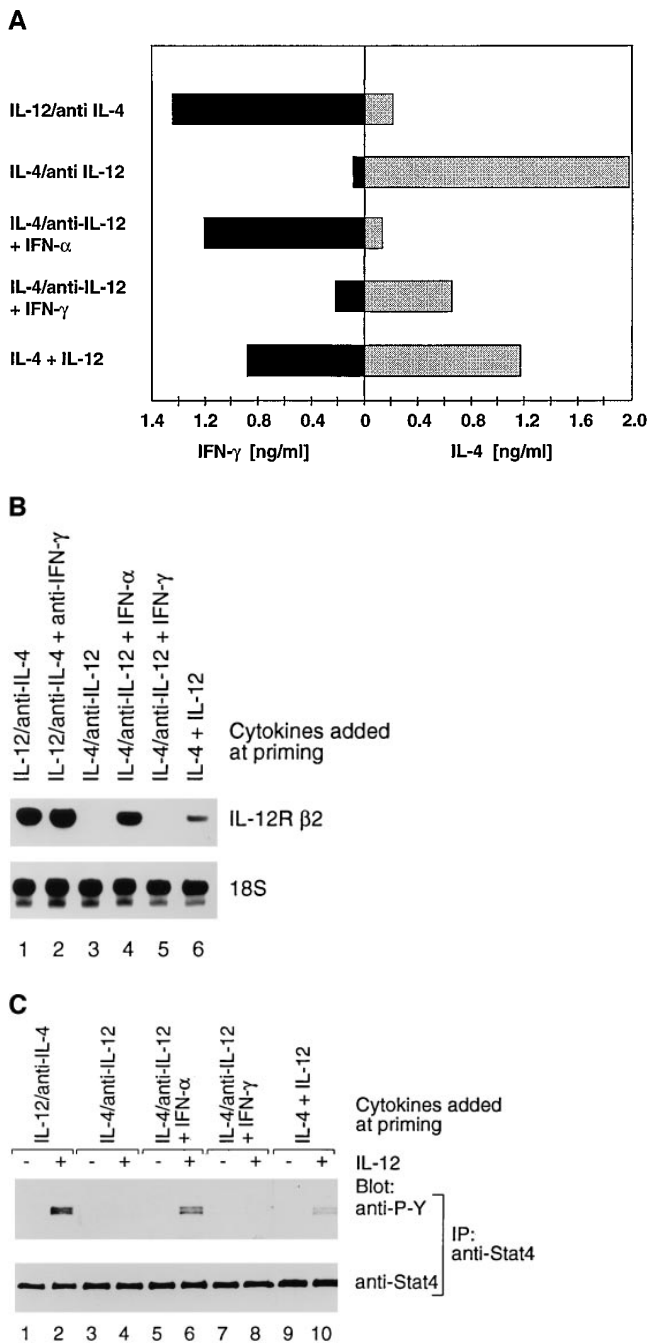 A
IL-12/anti IL-4
IL-4/anti IL-12
IL-4/anti-IL-12
+ IFN-α
IL-4/anti-IL-12
+ IFN-γ
IL-4 + IL-12
1.4 1.2 0.8 0.4 0 0.4 0.8 1.2 1.6 2.0
IFN-γ [ng/ml] IL-4 [ng/ml]
B
IL-12/anti-IL-4
IL-12/anti-IL-4 + anti-IFN-γ
IL-4/anti-IL-12
IL-4/anti-IL-12 + IFN-α
IL-4/anti-IL-12 + IFN-γ
IL-4 + IL-12
Cytokines added
at priming
IL-12R β2
18S
1 2 3 4 5 6
C
IL-12/anti-IL-4
IL-4/anti-IL-12
IL-4/anti-IL-12
+ IFN-α
IL-4/anti-IL-12
+ IFN-γ
IL-4 + IL-12
Cytokines added
at priming
- + - + - + - + - + IL-12
Blot:
anti-P-Y
IP:
anti-Stat4
anti-Stat4
1 2 3 4 5 6 7 8 9 10